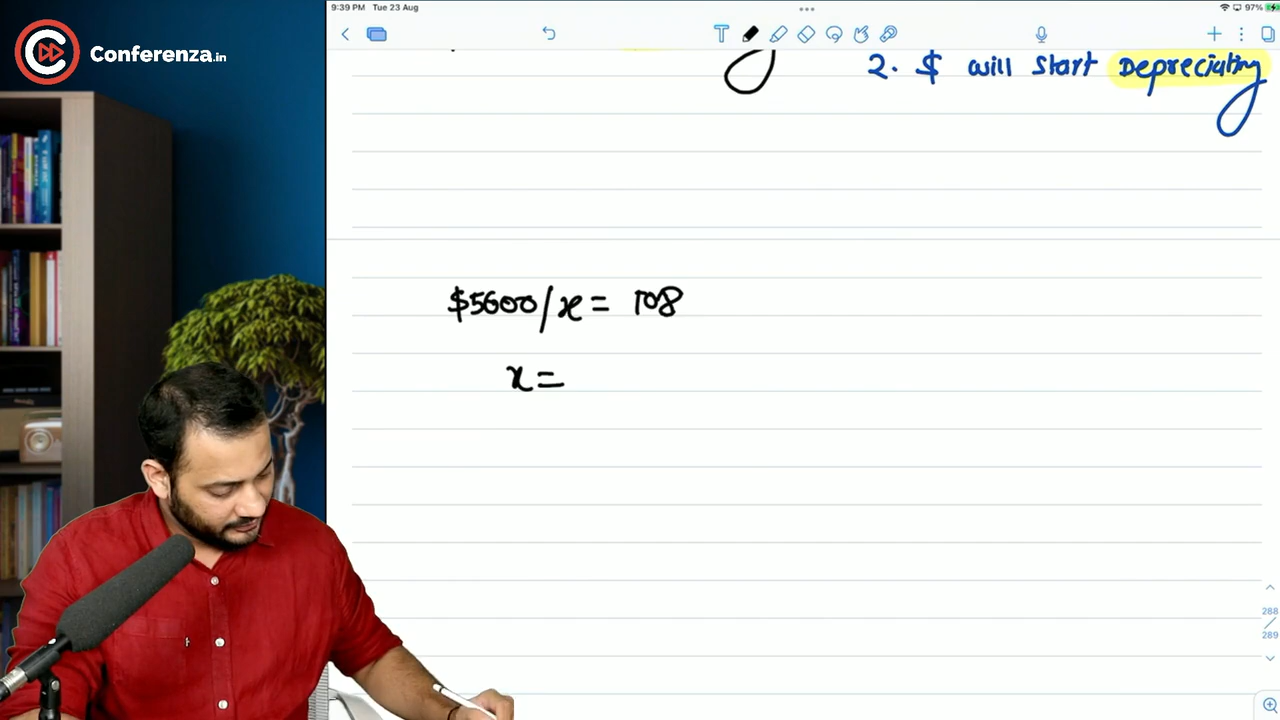 9:39 PM Tue 23 Aug
97%
Conferenza.in
2. $ will start Depreciating
$5600/x = 108
x =
288
289